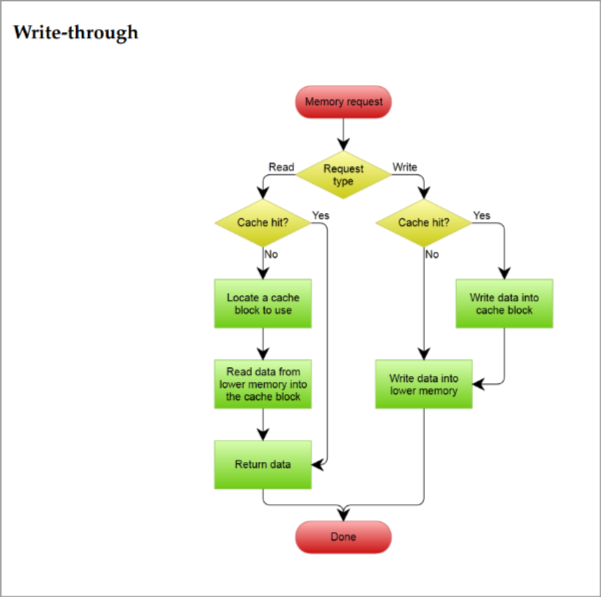 Write-through
Memory request
Request
type
Read
Write
Cache hit?
Yes
Cache hit?
Yes
No
No
Locate a cache
block to use
Write data into
cache block
Read data from
lower memory into
the cache block
Write data into
lower memory
Return data
Done